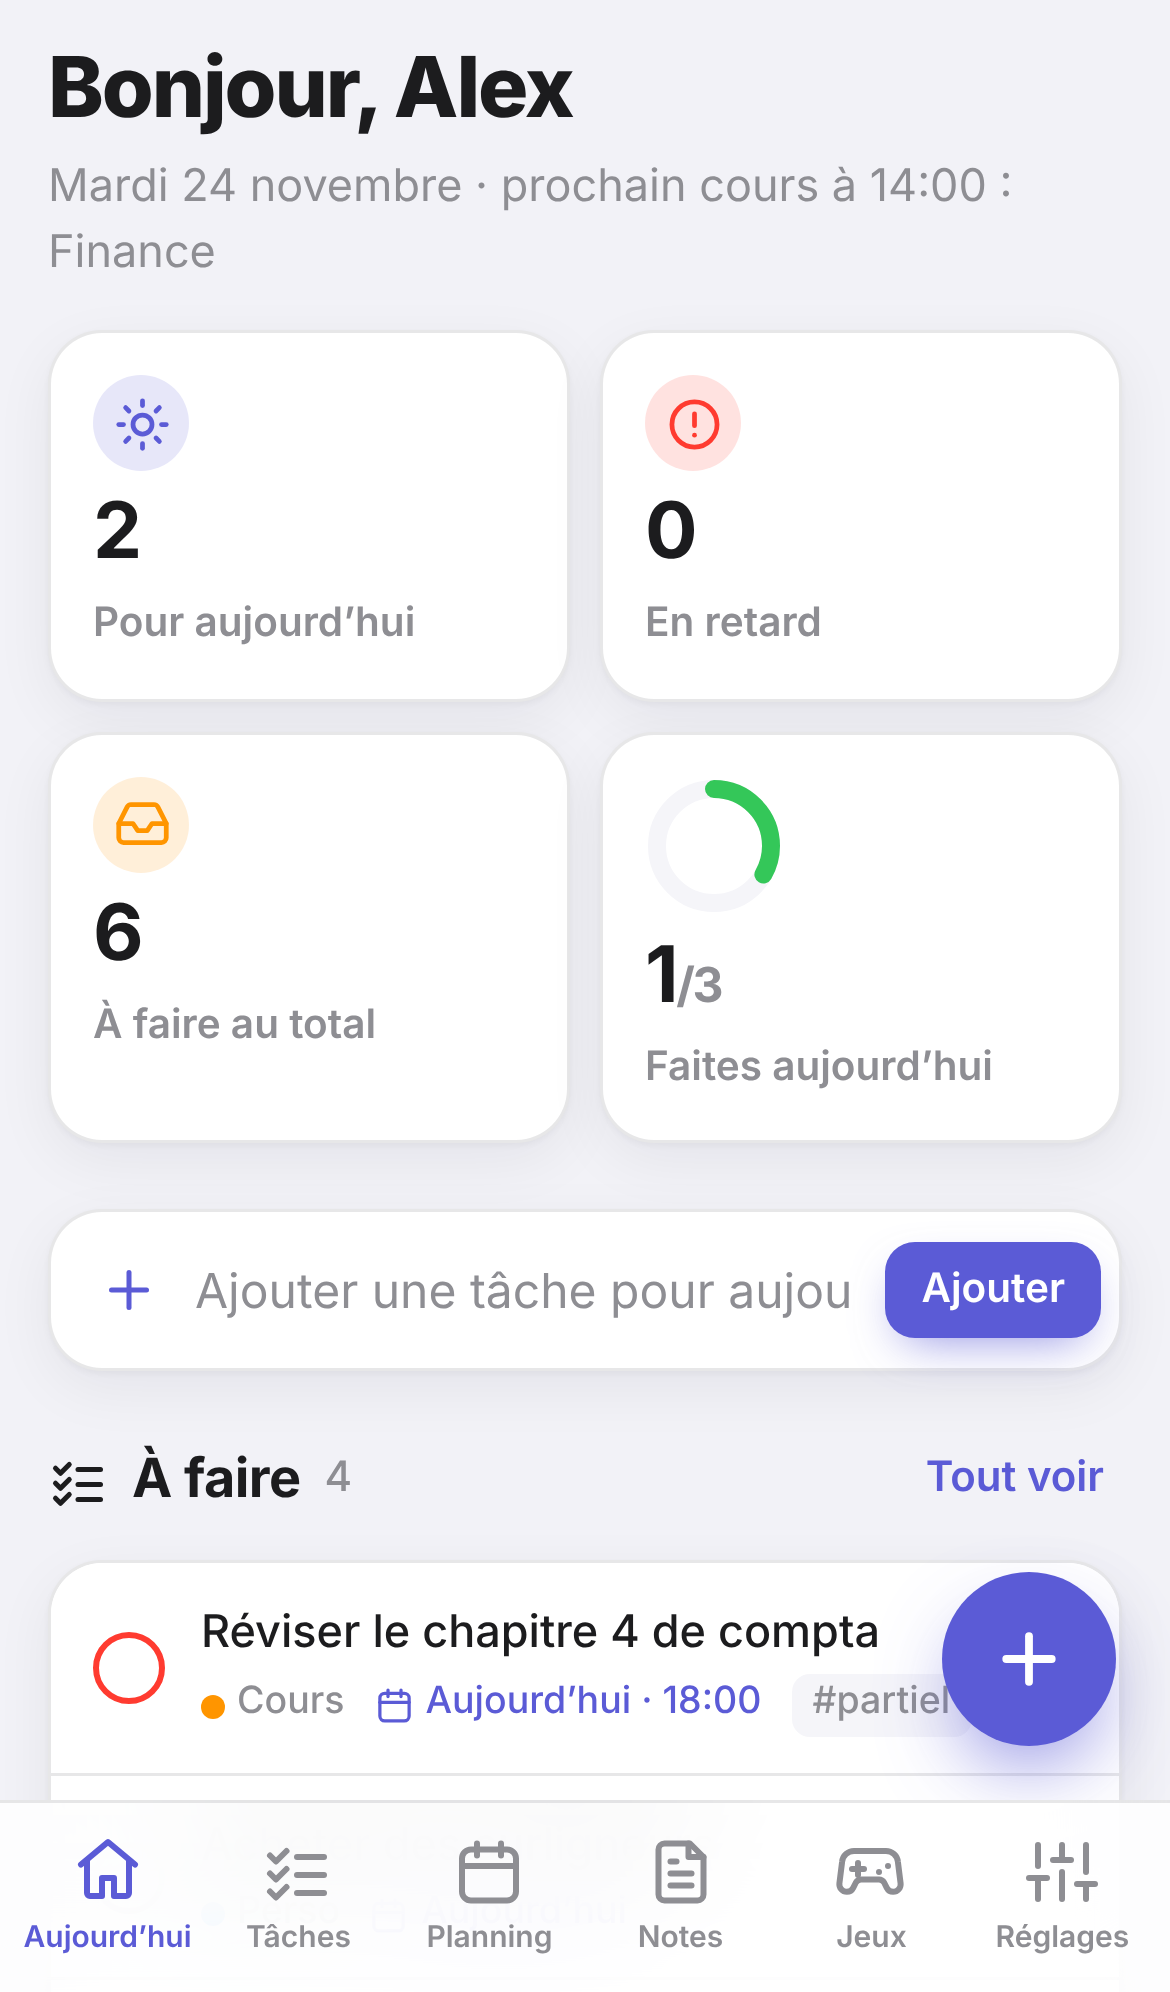 Bonjour, Alex
Mardi 24 novembre · prochain cours à 14:00 :
Finance
2
Pour aujourd’hui
0
En retard
6
À faire au total
1/3
Faites aujourd’hui
Ajouter une tâche pour aujou
Ajouter
À faire 4
Tout voir
Réviser le chapitre 4 de compta
Cours Aujourd’hui · 18:00 #partiel
Aujourd’hui
Tâches
Planning
Notes
Jeux
Réglages